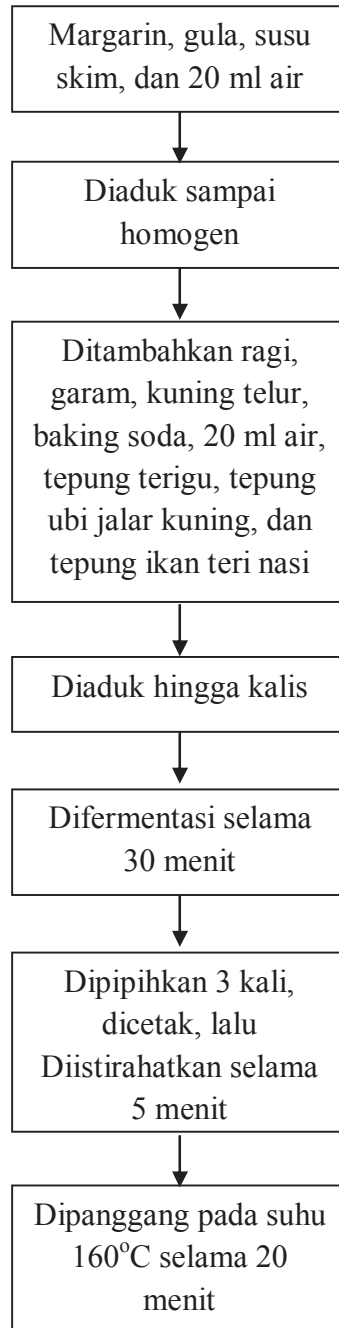 Margarin, gula, susu
skim, dan 20 ml air
Diaduk sampai
homogen
Ditambahkan ragi,
garam, kuning telur,
baking soda, 20 ml air,
tepung terigu, tepung
ubi jalar kuning, dan
tepung ikan teri nasi
Diaduk hingga kalis
Difermentasi selama
30 menit
Dipipihkan 3 kali,
dicetak, lalu
Diistirahatkan selama
5 menit
Dipanggang pada suhu
160°C selama 20
menit